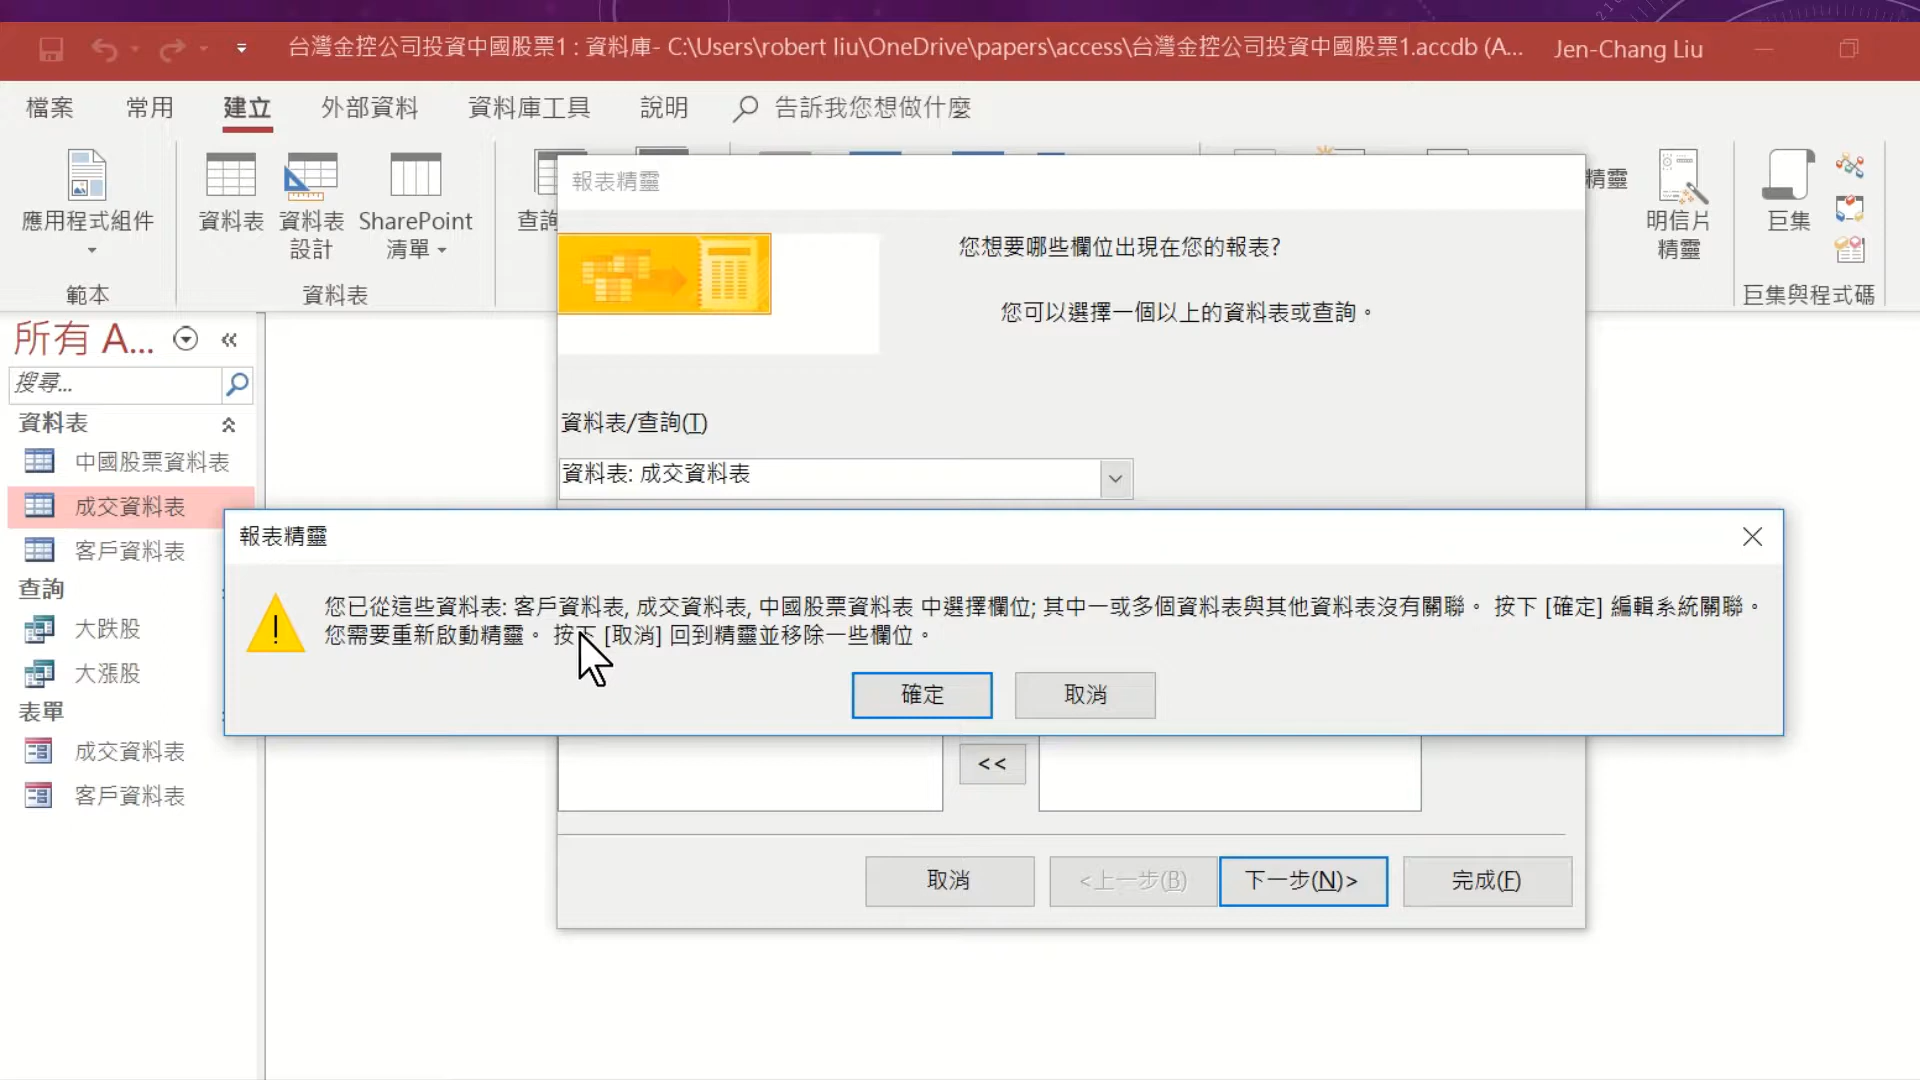 台灣金控公司投資中國股票1 : 資料庫- C:\Users\robert liu\OneDrive\papers\access\台灣金控公司投資中國股票1.accdb (A...
Jen-Chang Liu
檔案 常用 建立 外部資料 資料庫工具 說明 告訴我您想做什麼
應用程式組件
範本
資料表
資料表
設計
SharePoint
清單
資料表
查詢
精靈
明信片
精靈
巨集
巨集與程式碼
所有 A...
搜尋...
資料表
中國股票資料表
成交資料表
客戶資料表
查詢
大跌股
大漲股
表單
成交資料表
客戶資料表
報表精靈
您想要哪些欄位出現在您的報表?
您可以選擇一個以上的資料表或查詢。
資料表/查詢(T)
資料表: 成交資料表
報表精靈
您已從這些資料表: 客戶資料表, 成交資料表, 中國股票資料表 中選擇欄位; 其中一或多個資料表與其他資料表沒有關聯。 按下 [確定] 編輯系統關聯。
您需要重新啟動精靈。 按下 [取消] 回到精靈並移除一些欄位。
確定 取消
<<
取消 <上一步(B) 下一步(N)> 完成(F)